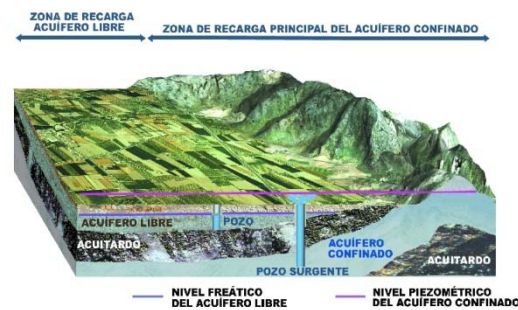 ZONA DE RECARGA
ACUÍFERO LIBRE
ZONA DE RECARGA PRINCIPAL DEL ACUÍFERO CONFINADO
ACUÍFERO LIBRE
POZO
ACUITARDO
ACUÍFERO
CONFINADO
ACUITARDO
POZO SURGENTE
NIVEL FREÁTICO
DEL ACUÍFERO LIBRE
NIVEL PIEZOMÉTRICO
DEL ACUÍFERO CONFINADO